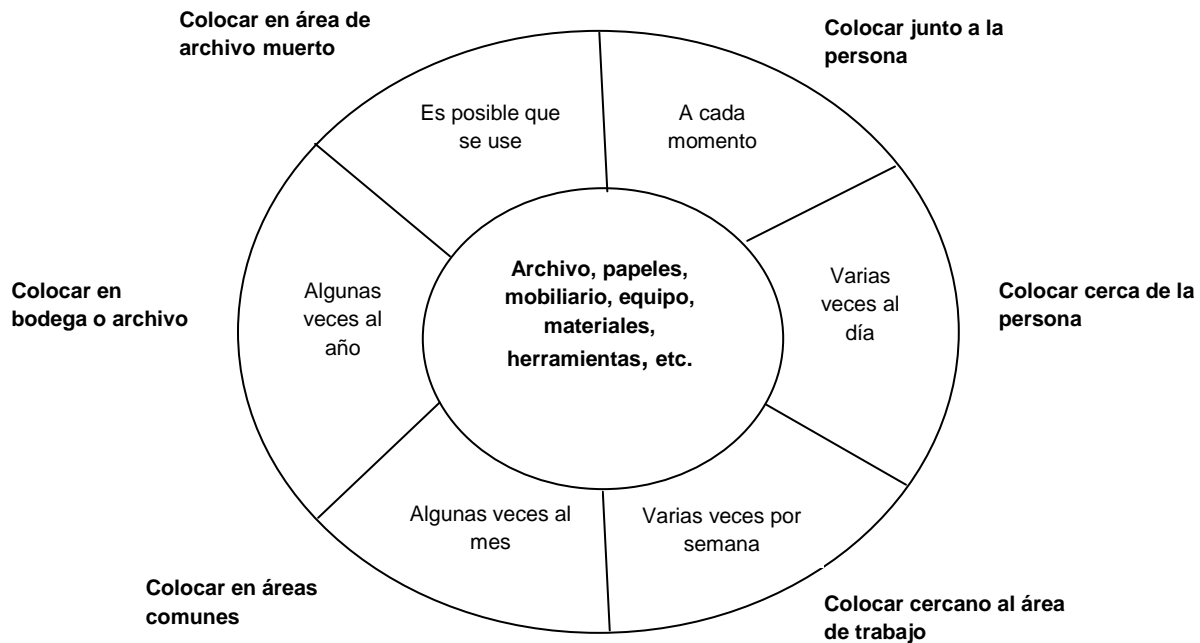 Colocar en área de
archivo muerto
Colocar junto a la
persona
Es posible que
se use
A cada
momento
Archivo, papeles,
mobiliario, equipo,
materiales,
herramientas, etc.
Varias
veces al
día
Colocar cerca de la
persona
Algunas
veces al
año
Colocar en
bodega o archivo
Algunas veces al
mes
Varias veces por
semana
Colocar en áreas
comunes
Colocar cercano al área
de trabajo